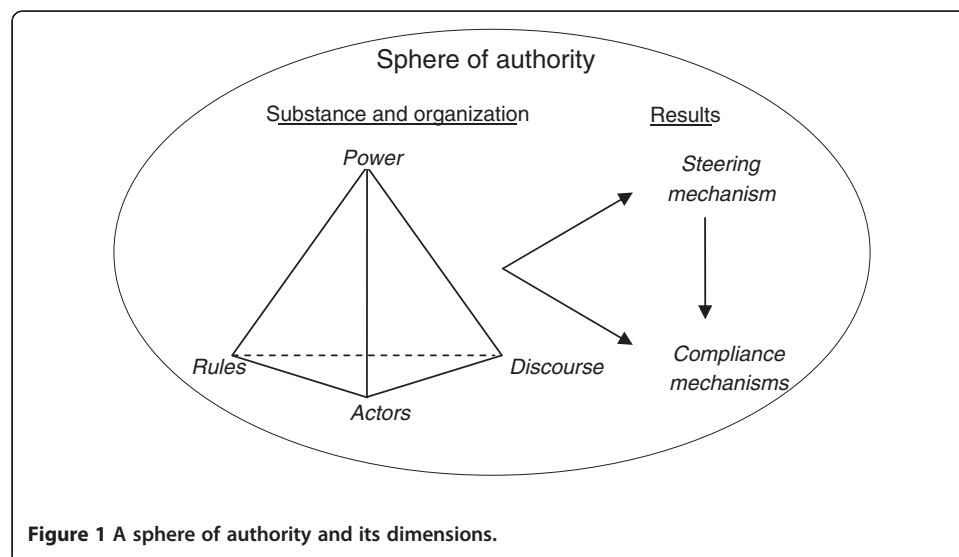 Sphere of authority
Substance and organization
Results
Power
Steering
mechanism
Rules
Discourse
Actors
Compliance
mechanisms
Figure 1 A sphere of authority and its dimensions.